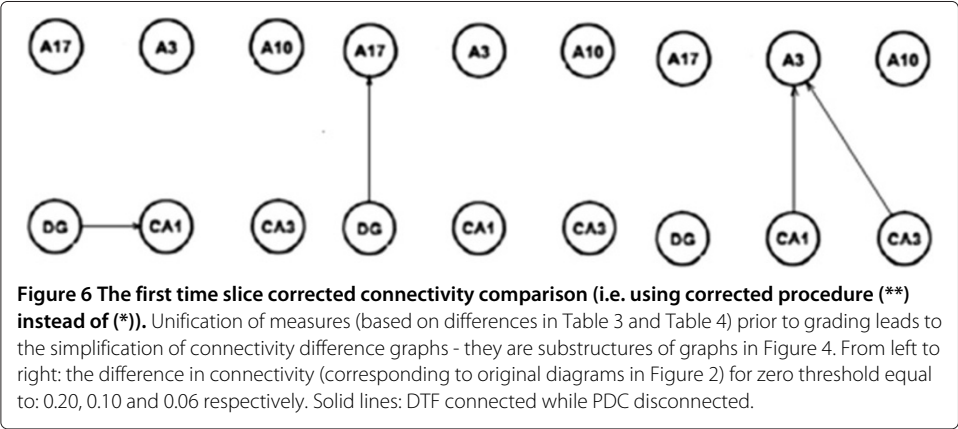 A17 A3 A10 A17 A3 A10 A17 A3 A10
DG CA1 CA3 DG CA1 CA3 DG CA1 CA3
Figure 6 The first time slice corrected connectivity comparison (i.e. using corrected procedure (**)
instead of (*)). Unification of measures (based on differences in Table 3 and Table 4) prior to grading leads to
the simplification of connectivity difference graphs - they are substructures of graphs in Figure 4. From left to
right: the difference in connectivity (corresponding to original diagrams in Figure 2) for zero threshold equal
to: 0.20, 0.10 and 0.06 respectively. Solid lines: DTF connected while PDC disconnected.